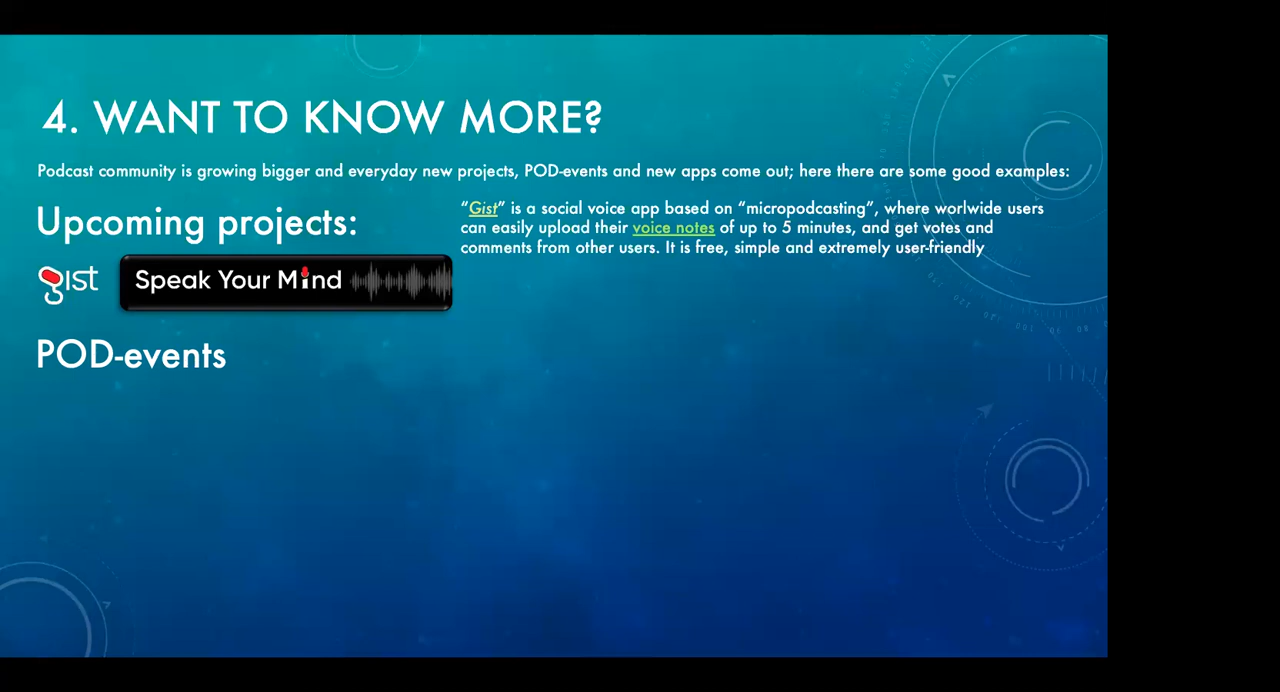 4. WANT TO KNOW MORE?
Podcast community is growing bigger and everyday new projects, POD-events and new apps come out; here there are some good examples:
Upcoming projects:
"Gist" is a social voice app based on "micropodcasting", where worlwide users
can easily upload their voice notes of up to 5 minutes, and get votes and
comments from other users. It is free, simple and extremely user-friendly
gist
Speak Your Mind
POD-events